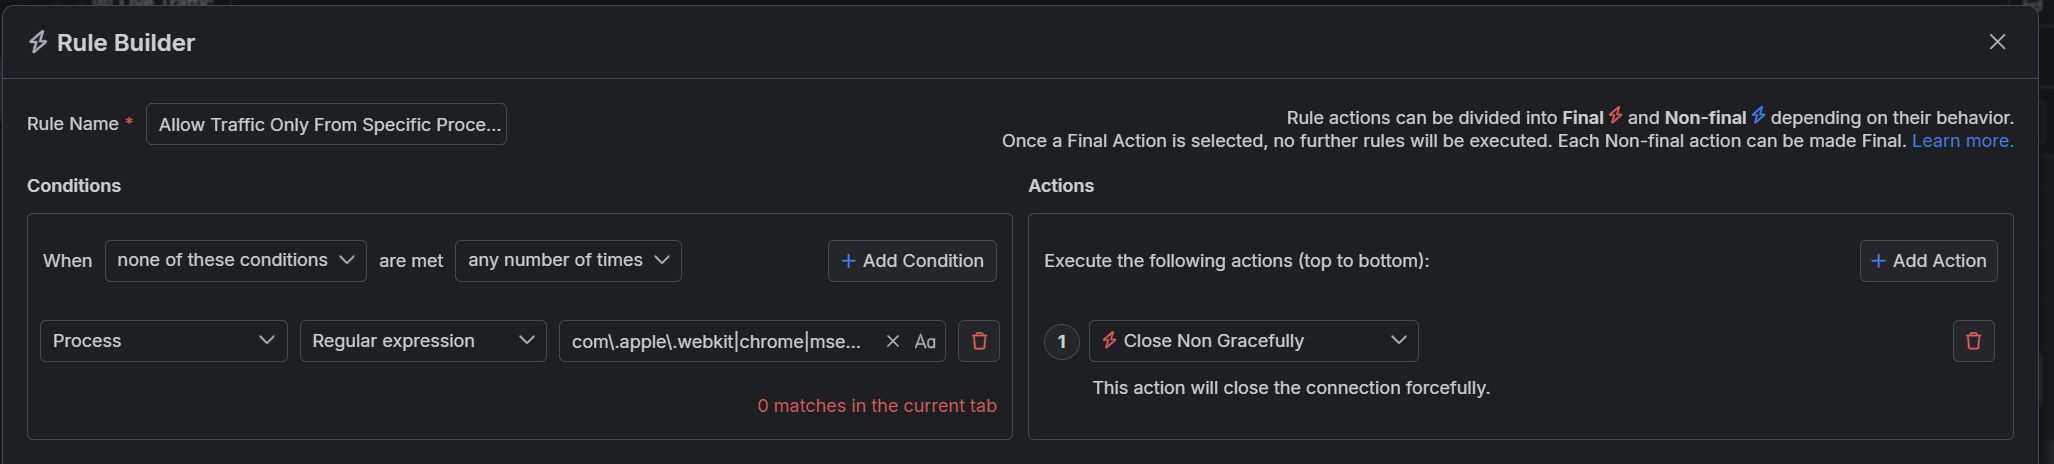 Live Traffic
Rule Builder
Rule Name *
Allow Traffic Only From Specific Proce...
Rule actions can be divided into Final and Non-final depending on their behavior.
Once a Final Action is selected, no further rules will be executed. Each Non-final action can be made Final. Learn more.
Conditions
When none of these conditions are met any number of times + Add Condition
Process Regular expression com\.apple\.webkit|chrome|mse... Aa
0 matches in the current tab
Actions
Execute the following actions (top to bottom): + Add Action
1 Close Non Gracefully
This action will close the connection forcefully.